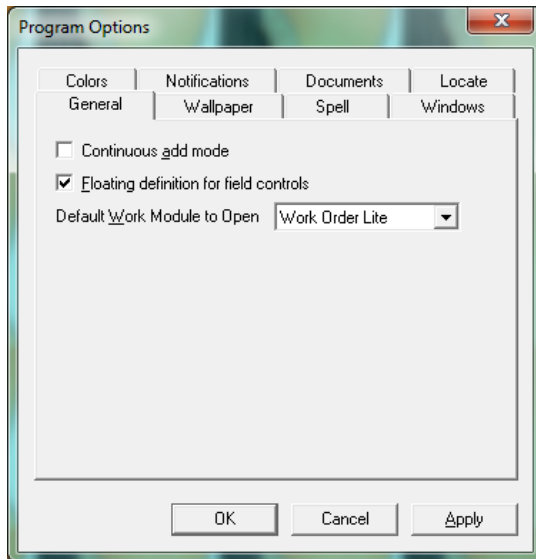 Program Options
Colors Notifications Documents Locate
General Wallpaper Spell Windows
Continuous add mode
Floating definition for field controls
Default Work Module to Open Work Order Lite
OK Cancel Apply